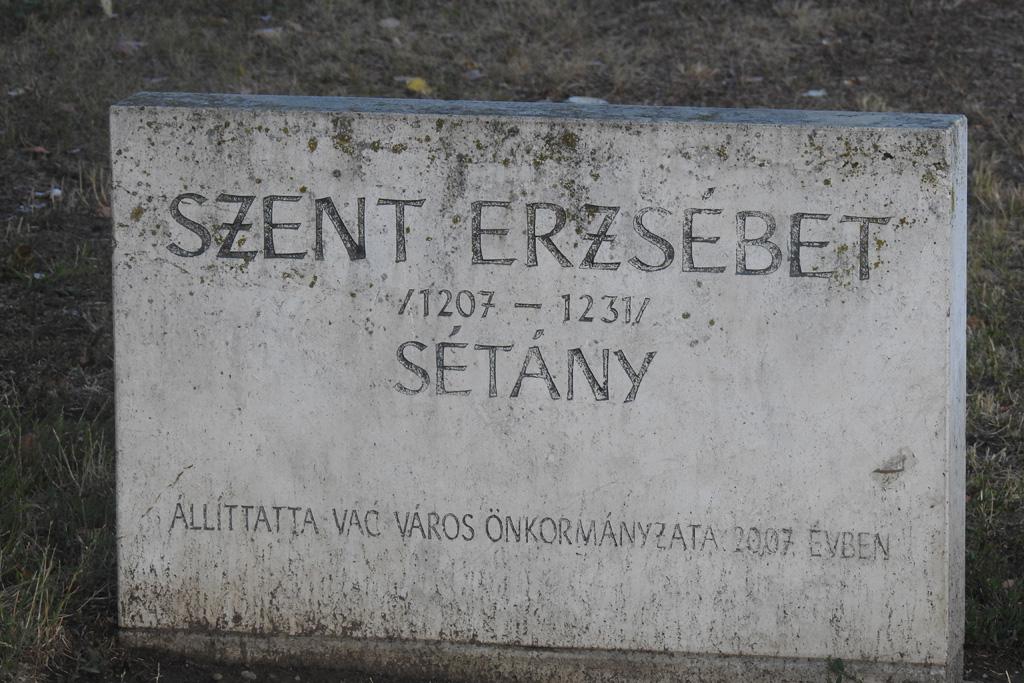 SZENT ERZSÉBET
/1207 – 1231/
SÉTÁNY
ÁLLÍTTATTA VÁC VÁROS ÖNKORMÁNYZATA 2007. ÉVBEN